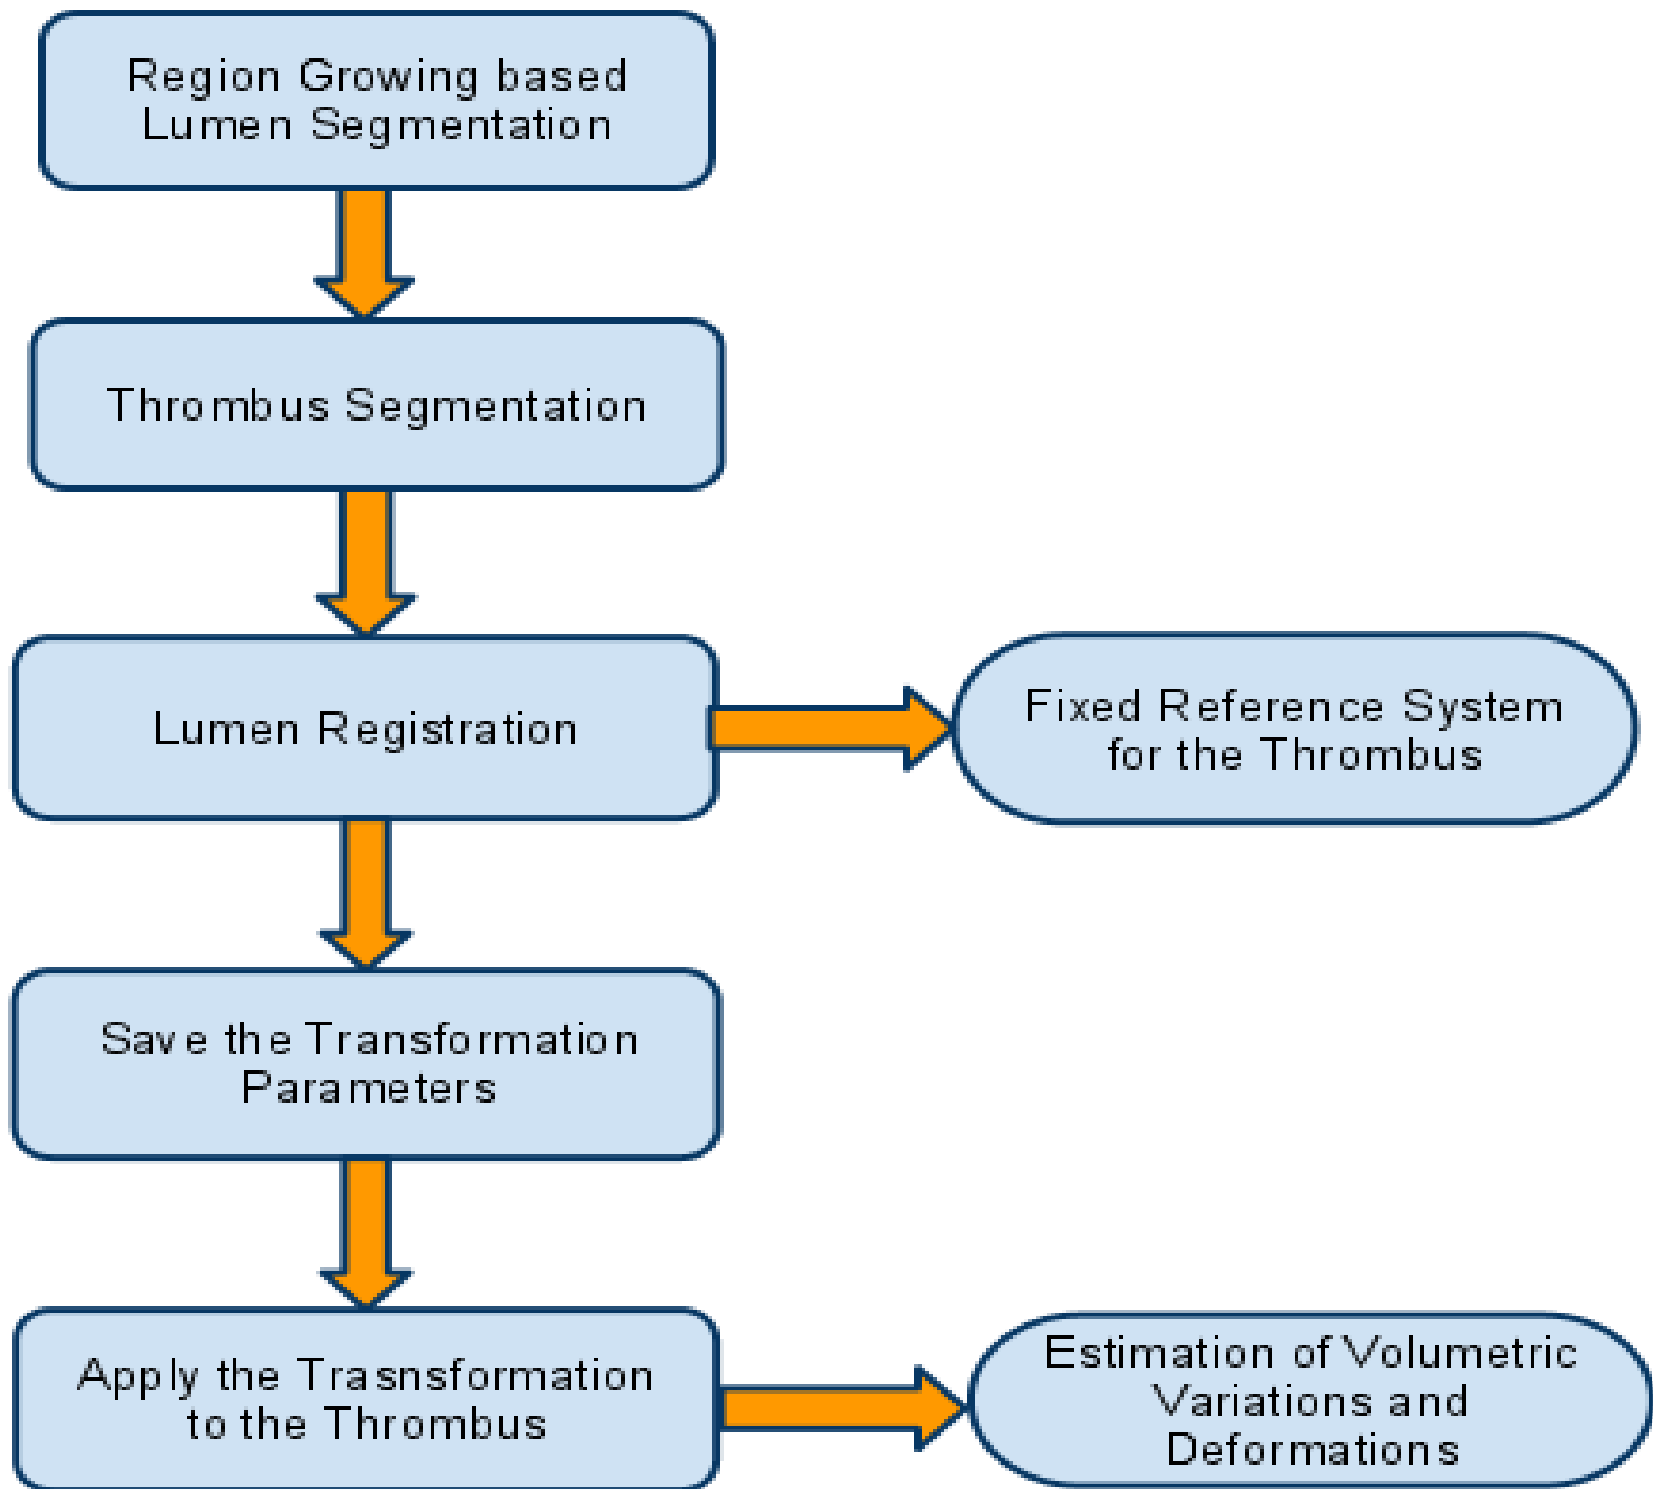 Region Growing based
Lumen Segmentation
Thrombus Segmentation
Lumen Registration
Fixed Reference System
for the Thrombus
Save the Transformation
Parameters
Apply the Trasnsformation
to the Thrombus
Estimation of Volumetric
Variations and
Deformations